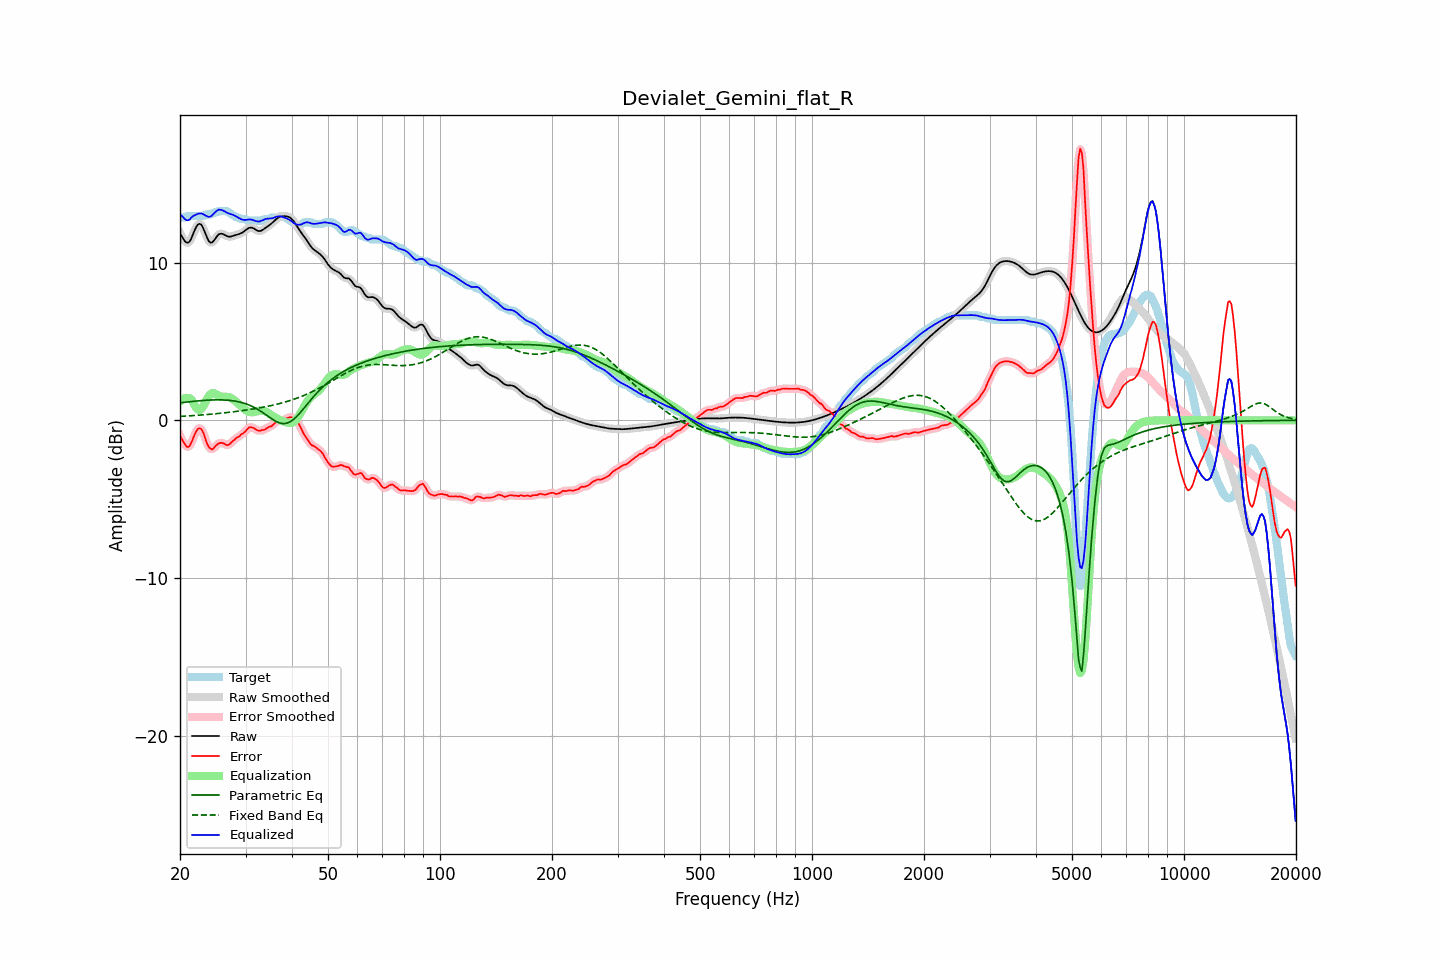 Devialet_Gemini_flat_R
Amplitude (dBr)
10
0
−10
−20
Target
Raw Smoothed
Error Smoothed
Raw
Error
Equalization
Parametric Eq
Fixed Band Eq
Equalized
20 50 100 200 500 1000 2000 5000 10000 20000
Frequency (Hz)